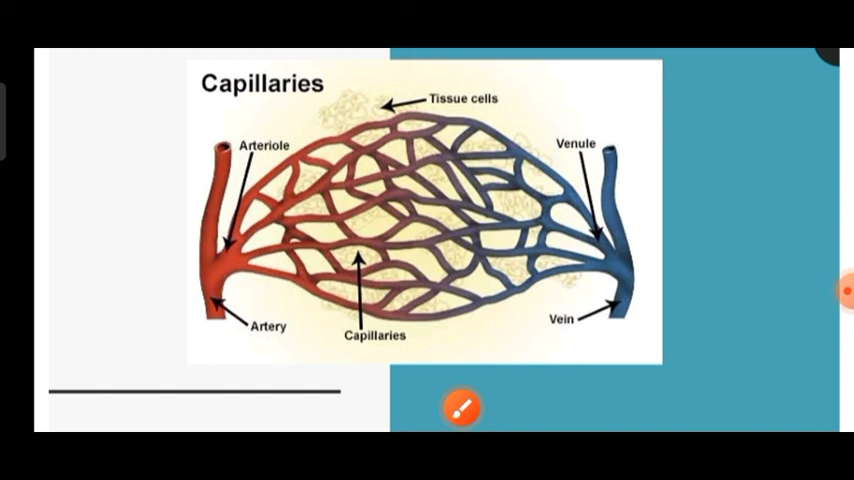 Capillaries
Tissue cells
Arteriole
Venule
Artery
Capillaries
Vein